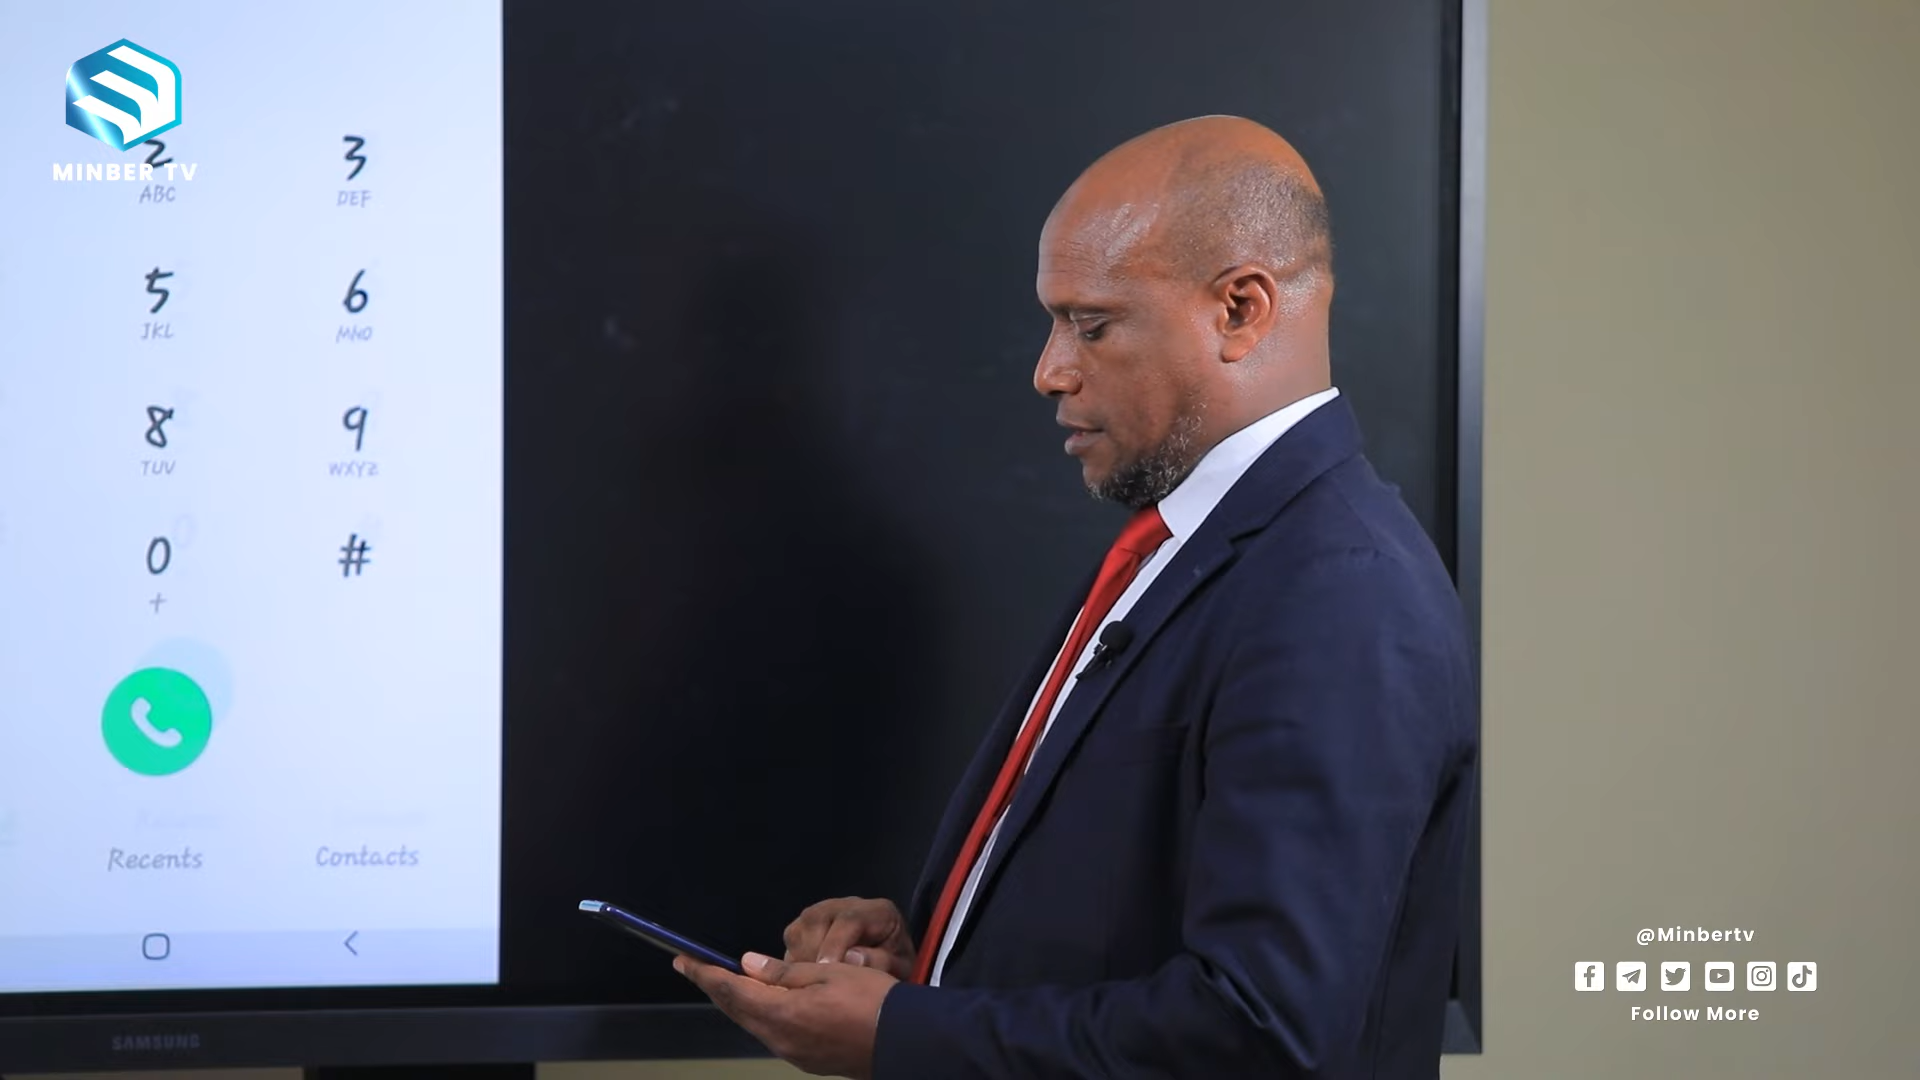 MINBER TV
2
ABC
3
DEF
5
JKL
6
MNO
8
TUV
9
WXYZ
0
+
#
Recents
Contacts
SAMSUNG
@Minbertv
Follow More